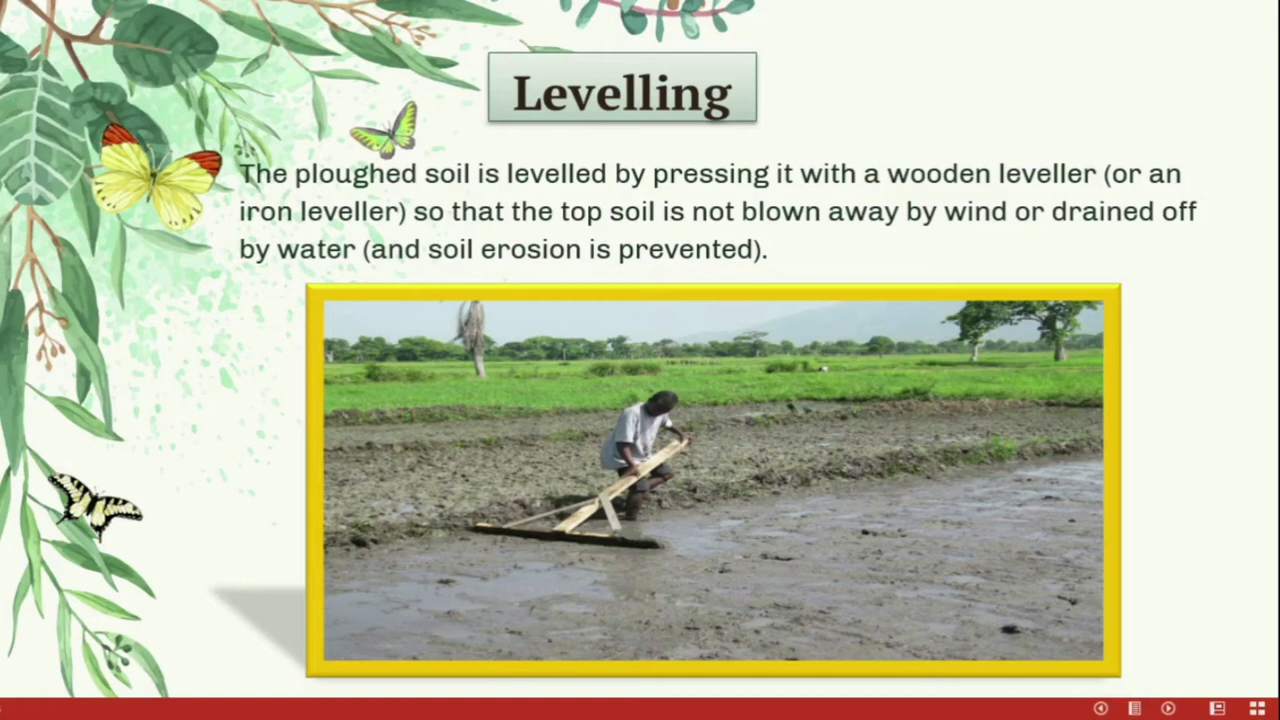 Levelling
The ploughed soil is levelled by pressing it with a wooden leveller (or an
iron leveller) so that the top soil is not blown away by wind or drained off
by water (and soil erosion is prevented).